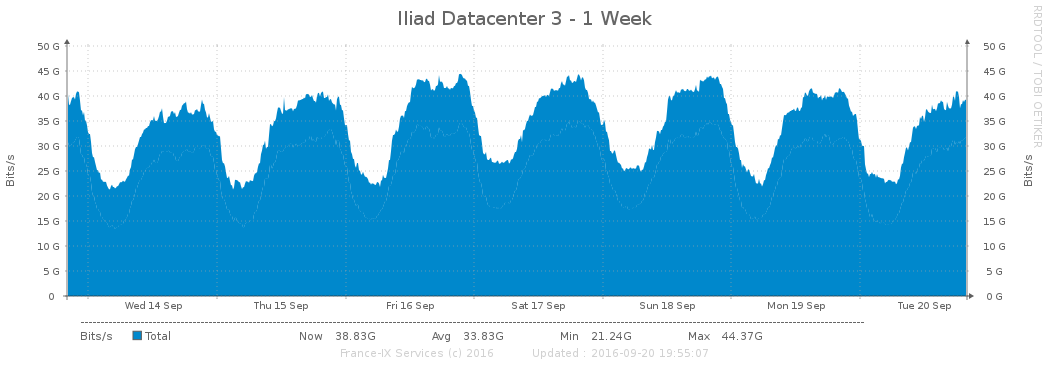 Iliad Datacenter 3 - 1 Week
RRDTOOL / TOBI OETIKER
50 G 50 G
45 G 45 G
40 G 40 G
35 G 35 G
30 G 30 G
25 G 25 G
20 G 20 G
15 G 15 G
10 G 10 G
5 G 5 G
0 0 G
Bits/s
Bits/s
Wed 14 Sep Thu 15 Sep Fri 16 Sep Sat 17 Sep Sun 18 Sep Mon 19 Sep Tue 20 Sep
Bits/s Total Now 38.83G Avg 33.83G Min 21.24G Max 44.37G
France-IX Services (c) 2016 Updated : 2016-09-20 19:55:07